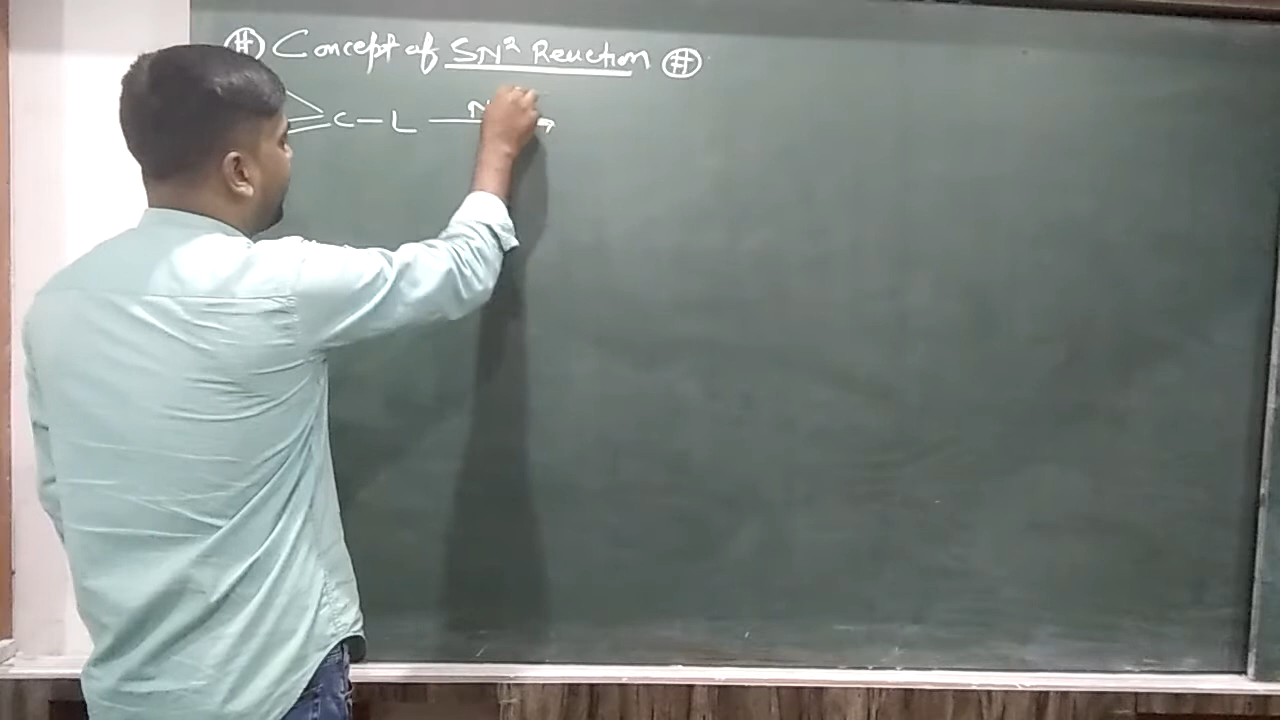 # Concept of SN² Reaction #
C-L N